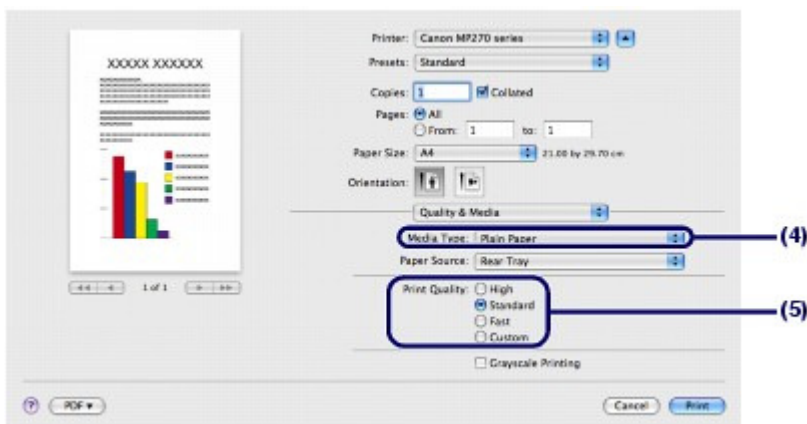 XXXXX XXXXXX
1 of 1
Printer: Canon MP270 series
Presets: Standard
Copies: 1 Collated
Pages: All
From: 1 to: 1
Paper Size: A4 21.00 by 29.70 cm
Orientation:
Quality & Media
Media Type: Plain Paper (4)
Paper Source: Rear Tray
Print Quality: High
Standard (5)
Fast
Custom
Grayscale Printing
? PDF Cancel Print